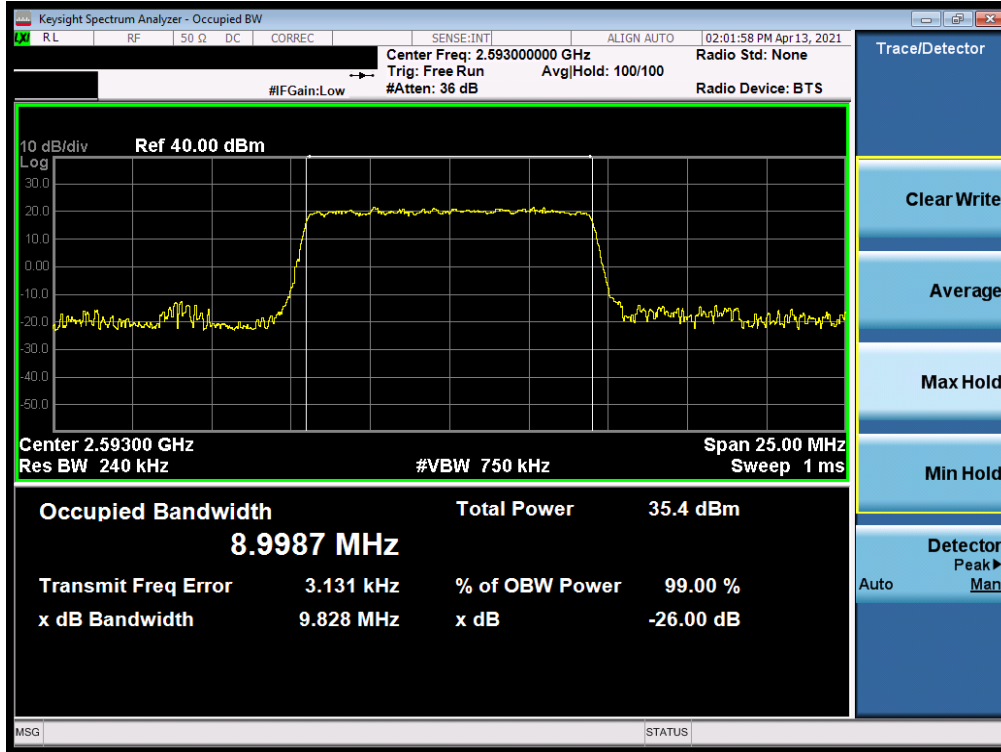 Keysight Spectrum Analyzer - Occupied BW
LXI RL RF 50 Ω DC CORREC SENSE:INT ALIGN AUTO 02:01:58 PM Apr 13, 2021
Center Freq: 2.593000000 GHz Radio Std: None
Trig: Free Run Avg|Hold: 100/100
#IFGain:Low #Atten: 36 dB Radio Device: BTS
10 dB/div Ref 40.00 dBm
Log
30.0
20.0
10.0
0.00
-10.0
-20.0
-30.0
-40.0
-50.0
Center 2.59300 GHz Span 25.00 MHz
Res BW 240 kHz #VBW 750 kHz Sweep 1 ms
Occupied Bandwidth Total Power 35.4 dBm
8.9987 MHz
Transmit Freq Error 3.131 kHz % of OBW Power 99.00 %
x dB Bandwidth 9.828 MHz x dB -26.00 dB
MSG STATUS
Trace/Detector
Clear Write
Average
Max Hold
Min Hold
Detector
Peak▶
Auto Man